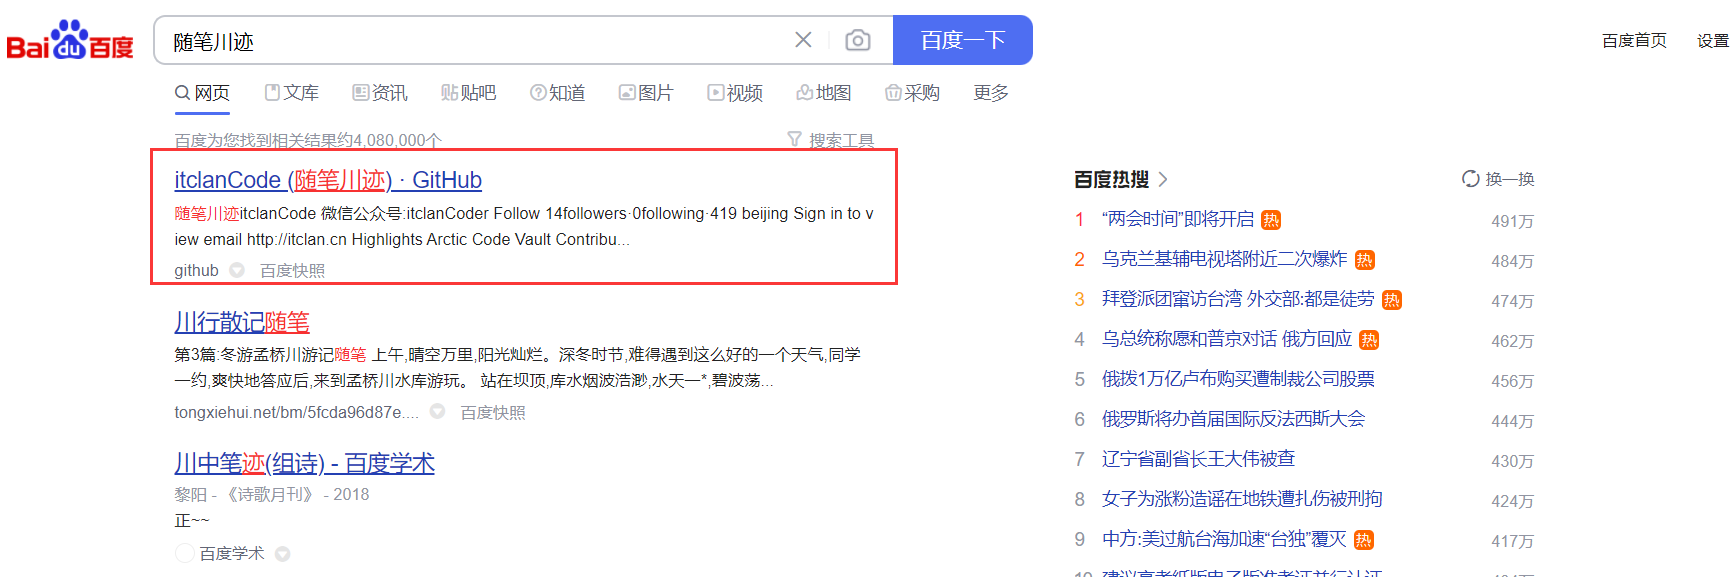 Baidu百度
随笔川迹
百度一下
百度首页
设置
网页
文库
资讯
贴吧
知道
图片
视频
地图
采购
更多
百度为您找到相关结果约4,080,000个
搜索工具
itclanCode (随笔川迹) · GitHub
随笔川迹itclanCode 微信公众号:itclanCoder Follow 14followers·0following·419 beijing Sign in to v
iew email http://itclan.cn Highlights Arctic Code Vault Contribu...
github
百度快照
川行散记随笔
第3篇:冬游孟桥川游记随笔 上午,晴空万里,阳光灿烂。深冬时节,难得遇到这么好的一个天气,同学
一约,爽快地答应后,来到孟桥川水库游玩。 站在坝顶,库水烟波浩渺,水天一*,碧波荡...
tongxiehui.net/bm/5fcda96d87e....
百度快照
川中笔迹(组诗) - 百度学术
黎阳 - 《诗歌月刊》 - 2018
正~~
百度学术
百度热搜
换一换
1 “两会时间”即将开启 热 491万
2 乌克兰基辅电视塔附近二次爆炸 热 484万
3 拜登派团窜访台湾 外交部:都是徒劳 热 474万
4 乌总统称愿和普京对话 俄方回应 热 462万
5 俄拨1万亿卢布购买遭制裁公司股票 456万
6 俄罗斯将办首届国际反法西斯大会 444万
7 辽宁省副省长王大伟被查 430万
8 女子为涨粉造谣在地铁遭扎伤被刑拘 424万
9 中方:美过航台海加速“台独”覆灭 热 417万